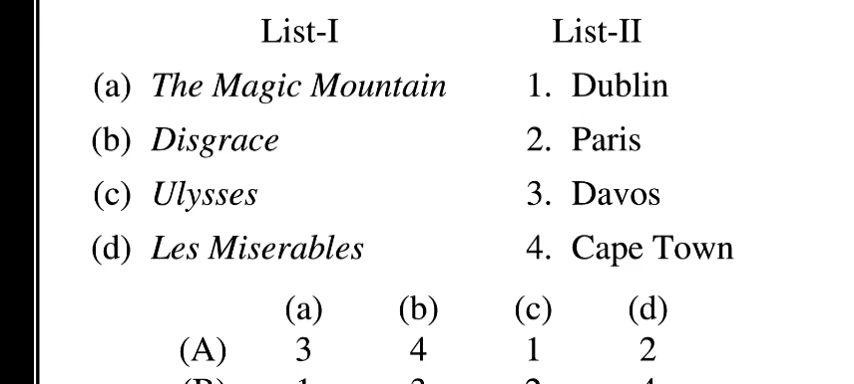 List-I List-II
(a) The Magic Mountain 1. Dublin
(b) Disgrace 2. Paris
(c) Ulysses 3. Davos
(d) Les Miserables 4. Cape Town
(a) (b) (c) (d)
(A) 3 4 1 2